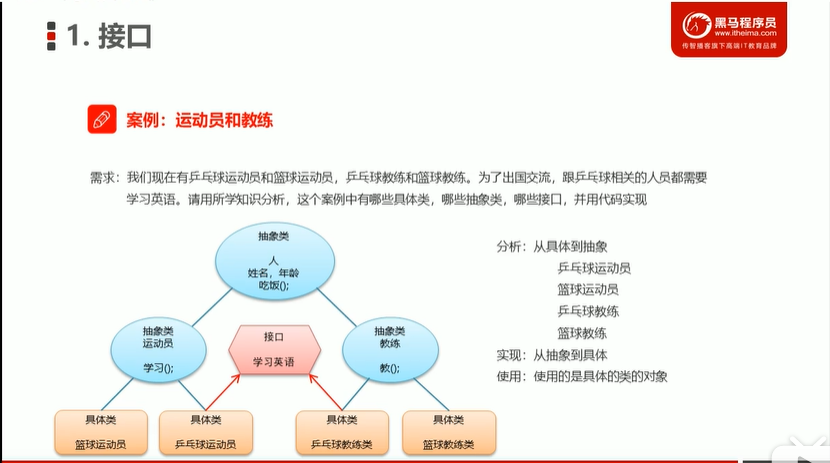 1. 接口
黑马程序员
www.itheima.com
传智播客旗下高端IT教育品牌
案例：运动员和教练
需求：我们现在有乒乓球运动员和篮球运动员，乒乓球教练和篮球教练。为了出国交流，跟乒乓球相关的人员都需要
学习英语。请用所学知识分析，这个案例中有哪些具体类，哪些抽象类，哪些接口，并用代码实现
抽象类
人
姓名，年龄
吃饭();
抽象类
运动员
学习();
接口
学习英语
抽象类
教练
教();
具体类
篮球运动员
具体类
乒乓球运动员
具体类
乒乓球教练类
具体类
篮球教练类
分析：从具体到抽象
乒乓球运动员
篮球运动员
乒乓球教练
篮球教练
实现：从抽象到具体
使用：使用的是具体的类的对象